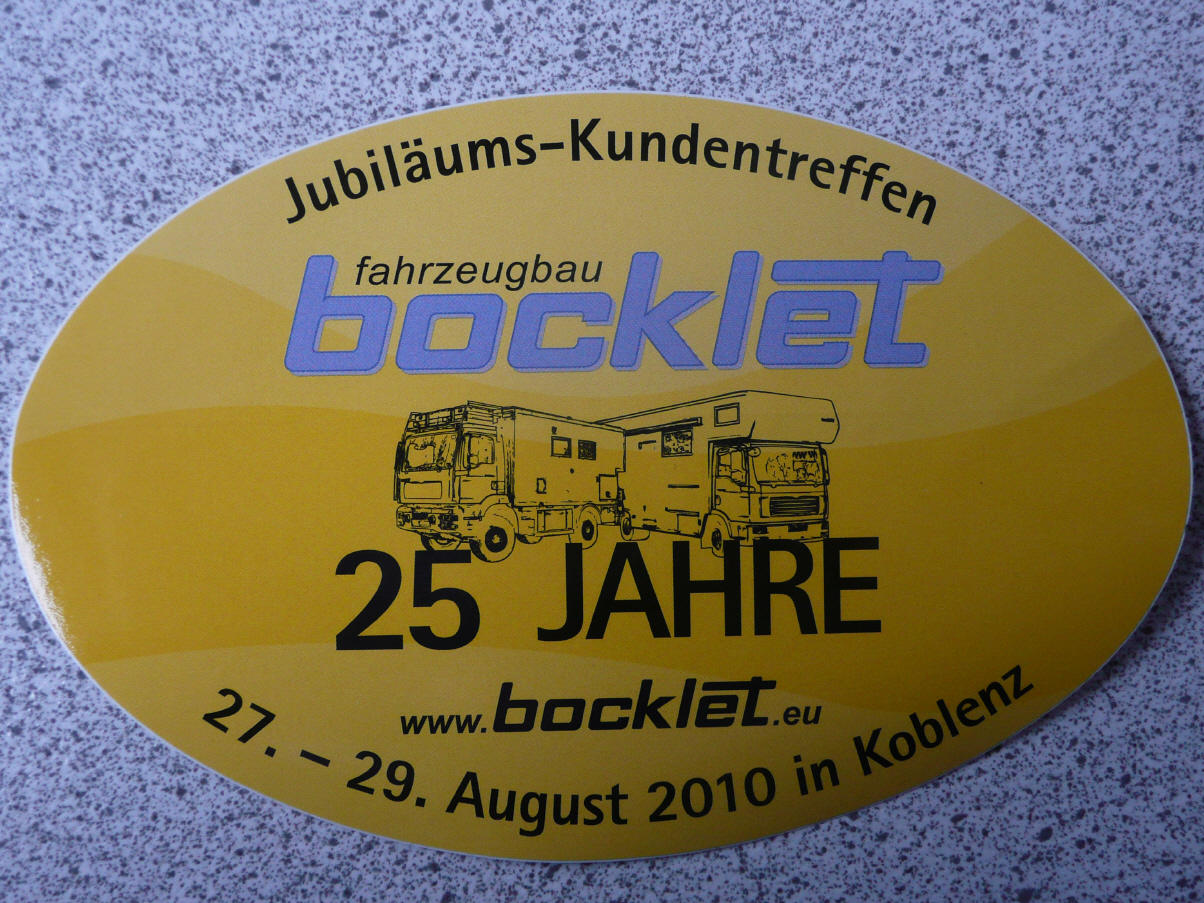 Jubiläums-Kundentreffen
fahrzeugbau
bocklet
25 JAHRE
www.bocklet.eu
27. – 29. August 2010 in Koblenz